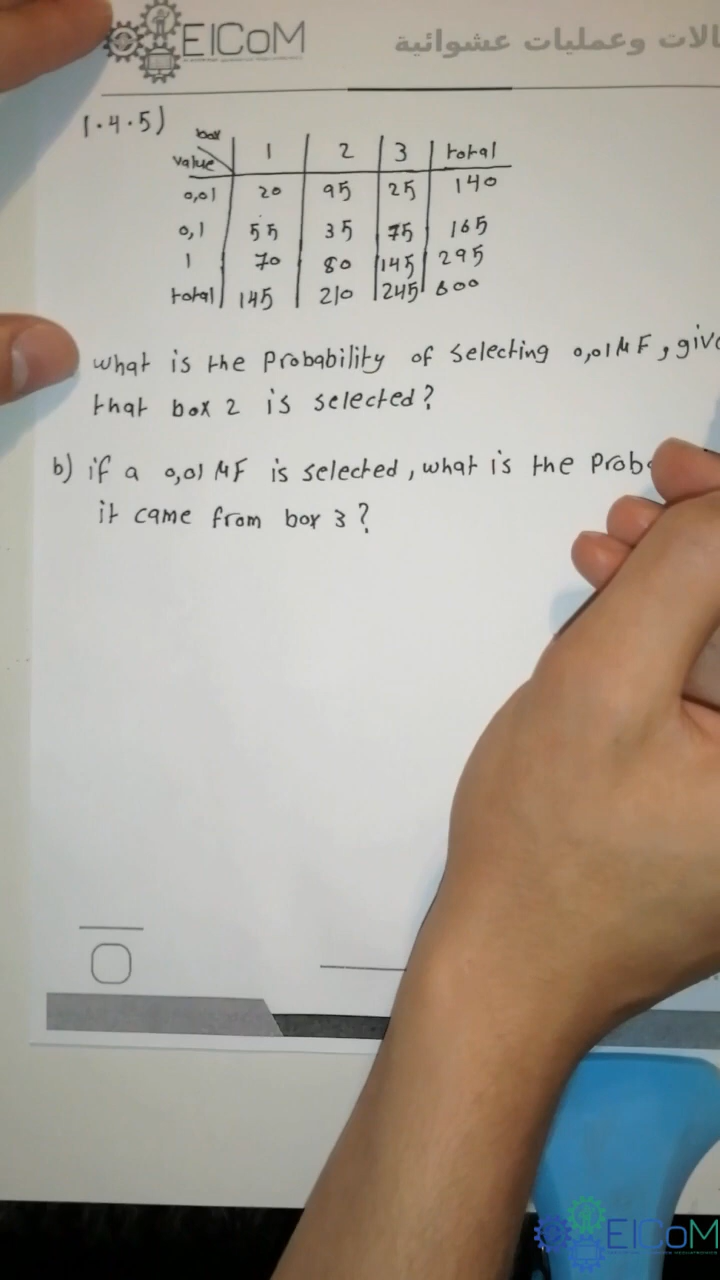 EICoM
وعمليات عشوائية
1.4.5)
box 1 2 3 total
value
0,01 20 95 25 140
0,1 55 35 75 165
1 70 80 145 295
total 145 210 245 600
what is the Probability of selecting 0,01 MF,
that box 2 is selected?
b) if a 0,01 MF is selected, what is the
it came from box 3?
EICoM